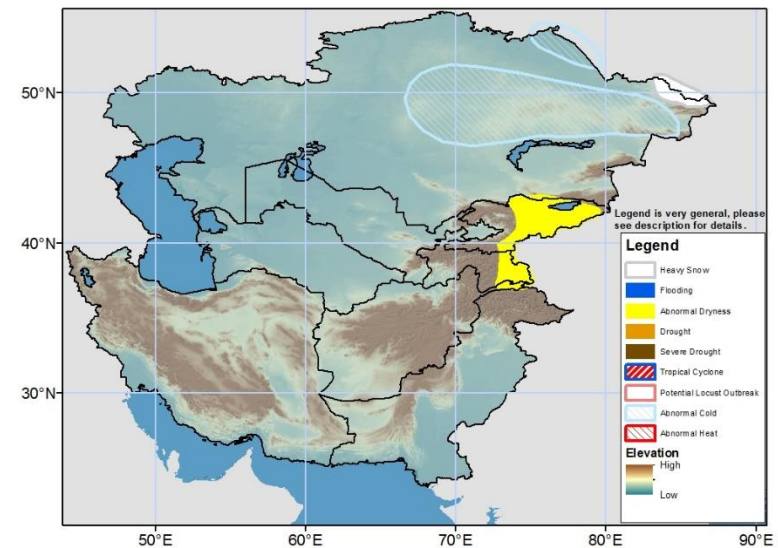 50°N
40°N
30°N
50°E
60°E
70°E
80°E
90°E
Legend is very general, please
see description for details.
Legend
Heavy Snow
Flooding
Abnormal Dryness
Drought
Severe Drought
Tropical Cyclone
Potential Locust Outbreak
Abnormal Cold
Abnormal Heat
Elevation
High
Low